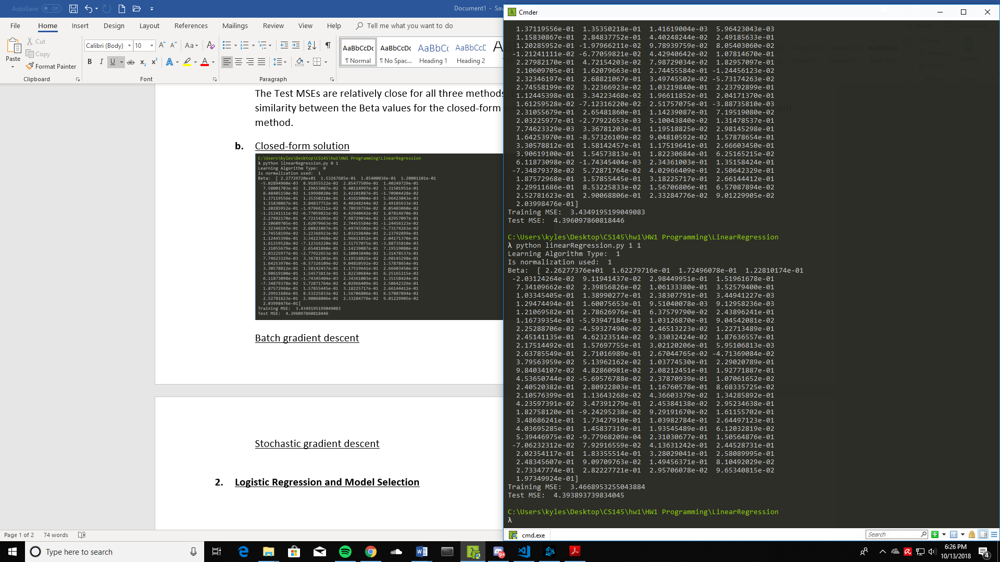 AutoSave Off
Document1 - Sav
File Home Insert Design Layout References Mailings Review View Help Tell me what you want to do
Paste
Cut
Copy
Format Painter
Calibri (Body) 10
AaBbCcDc AaBbCcDc AaBbCc AaBbCcE
¶ Normal ¶ No Spac... Heading 1 Heading 2
Clipboard Font Paragraph
The Test MSEs are relatively close for all three methods,
similarity between the Beta values for the closed-form
method.
b. Closed-form solution
C:\Users\kyles\Desktop\CS145\hw1\HW1 Programming\LinearRegression
λ python linearRegression.py 0 1
Learning Algorithm Type: 0
Is normalization used: 1
Beta: [ 2.27729720e+01 1.53267685e-01 1.85400036e-01 1.20001101e-01
-5.02894960e-03 8.91855522e-02 2.85477509e-01 1.40249729e-01
7.58001703e-02 1.29653087e-02 9.40114997e-02 3.31501951e-01
8.48405150e-02 1.19998020e-01 2.42101087e-01 -1.70904428e-02
1.37119556e-01 1.35350218e-01 1.41619004e-03 5.96423043e-03
1.15830867e-01 2.84837752e-01 4.40248244e-02 2.49185633e-01
1.20285952e-01 -1.97966211e-02 9.78939759e-02 8.05403060e-02
-1.21241111e-02 -6.77059821e-02 4.42940642e-02 1.07814670e-01
2.27982170e-01 4.72154203e-02 7.98729034e-02 1.82957097e-01
2.10609705e-01 1.62079663e-01 2.74455584e-01 -1.24456123e-02
2.32346197e-01 2.68821067e-01 3.49745502e-02 -5.73174263e-02
2.74558199e-02 3.22366923e-02 1.03219840e-01 2.23792899e-01
1.12445398e-01 3.34223468e-02 1.96611852e-01 2.04171370e-01
1.61259528e-02 -7.12316220e-02 2.51757075e-01 -3.88735810e-03
2.31055679e-01 2.65481860e-01 1.14239087e-01 7.19519080e-02
2.03225977e-01 -2.77922653e-03 5.10043840e-02 1.31478537e-01
7.74623329e-03 3.36781203e-01 1.19518825e-02 2.98145298e-01
1.64253970e-01 -8.57326109e-02 9.04810592e-02 1.57878654e-01
3.30578812e-01 1.58142457e-01 1.17519641e-01 2.66603450e-01
3.90619100e-01 1.54573813e-01 1.82230684e-01 6.25165215e-02
6.11873098e-02 -1.74345404e-03 2.34361003e-01 1.35158424e-01
-7.34879378e-02 5.72871764e-02 4.02966409e-01 2.50642329e-01
1.87572968e-01 1.57855445e-01 3.18225717e-01 2.66144412e-01
2.29911686e-01 8.53225833e-02 1.56706806e-01 6.57087894e-02
2.52781623e-01 2.90068806e-01 2.33284776e-02 9.01229905e-02
2.03998476e-01]
Training MSE: 3.4349195199049083
Test MSE: 4.396097860818446
Batch gradient descent
Stochastic gradient descent
2. Logistic Regression and Model Selection
Page 1 of 2 74 words
Cmder
1.37119556e-01 1.35350218e-01 1.41619004e-03 5.96423043e-03
1.15830867e-01 2.84837752e-01 4.40248244e-02 2.49185633e-01
1.20285952e-01 -1.97966211e-02 9.78939759e-02 8.05403060e-02
-1.21241111e-02 -6.77059821e-02 4.42940642e-02 1.07814670e-01
2.27982170e-01 4.72154203e-02 7.98729034e-02 1.82957097e-01
2.10609705e-01 1.62079663e-01 2.74455584e-01 -1.24456123e-02
2.32346197e-01 2.68821067e-01 3.49745502e-02 -5.73174263e-02
2.74558199e-02 3.22366923e-02 1.03219840e-01 2.23792899e-01
1.12445398e-01 3.34223468e-02 1.96611852e-01 2.04171370e-01
1.61259528e-02 -7.12316220e-02 2.51757075e-01 -3.88735810e-03
2.31055679e-01 2.65481860e-01 1.14239087e-01 7.19519080e-02
2.03225977e-01 -2.77922653e-03 5.10043840e-02 1.31478537e-01
7.74623329e-03 3.36781203e-01 1.19518825e-02 2.98145298e-01
1.64253970e-01 -8.57326109e-02 9.04810592e-02 1.57878654e-01
3.30578812e-01 1.58142457e-01 1.17519641e-01 2.66603450e-01
3.90619100e-01 1.54573813e-01 1.82230684e-01 6.25165215e-02
6.11873098e-02 -1.74345404e-03 2.34361003e-01 1.35158424e-01
-7.34879378e-02 5.72871764e-02 4.02966409e-01 2.50642329e-01
1.87572968e-01 1.57855445e-01 3.18225717e-01 2.66144412e-01
2.29911686e-01 8.53225833e-02 1.56706806e-01 6.57087894e-02
2.52781623e-01 2.90068806e-01 2.33284776e-02 9.01229905e-02
2.03998476e-01]
Training MSE: 3.4349195199049083
Test MSE: 4.396097860818446
C:\Users\kyles\Desktop\CS145\hw1\HW1 Programming\LinearRegression
λ python linearRegression.py 1 1
Learning Algorithm Type: 1
Is normalization used: 1
Beta: [ 2.26277376e+01 1.62279716e-01 1.72496078e-01 1.22810174e-01
-2.03124264e-02 9.11941437e-02 2.98449951e-01 1.51961678e-01
7.34109662e-02 2.39856826e-02 1.06133380e-01 3.52579400e-01
1.03345405e-01 1.38990277e-01 2.38307791e-01 3.44941227e-03
1.29474494e-01 1.60075653e-01 9.51040078e-03 9.12958236e-03
1.21069582e-01 2.78626976e-01 6.37579790e-02 2.43896241e-01
1.16739354e-01 -5.93947184e-03 1.03126870e-01 9.04542081e-02
2.25288706e-02 -4.59327490e-02 2.46513223e-02 1.22713489e-01
2.45141135e-01 4.62323514e-02 9.33032424e-02 1.87636557e-01
2.17514492e-01 1.57697755e-01 3.02120206e-01 5.95106813e-03
2.63785549e-01 2.71016989e-01 2.67044765e-02 -4.71369084e-02
3.79563959e-02 5.13962162e-02 1.03774530e-01 2.29020789e-01
9.84034107e-02 4.82860981e-02 2.08212451e-01 1.92771887e-01
4.53650744e-02 -5.69576788e-02 2.37870939e-01 1.07061652e-02
2.40520382e-01 2.80922803e-01 1.16760578e-01 8.68335725e-02
2.10576399e-01 1.13643268e-02 4.36603379e-02 1.34285892e-01
4.23597391e-02 3.47391279e-01 2.45384138e-02 2.95234638e-01
1.82758120e-01 -9.24295238e-02 9.29191670e-02 1.61155702e-01
3.48686241e-01 1.73427910e-01 1.03982784e-01 2.64497123e-01
4.03695285e-01 1.45837319e-01 1.93545489e-01 6.12032819e-02
5.39446975e-02 -9.77968209e-04 2.31030677e-01 1.50564876e-01
-7.06232312e-02 7.92916559e-02 4.13631242e-01 2.44528731e-01
2.02354117e-01 1.83355514e-01 3.28029041e-01 2.58089995e-01
2.48345607e-01 9.09709763e-02 1.49456371e-01 8.10492029e-02
2.73347774e-01 2.82227721e-01 2.95706078e-02 9.65340815e-02
1.97349924e-01]
Training MSE: 3.4668953255043884
Test MSE: 4.393893739834045
C:\Users\kyles\Desktop\CS145\hw1\HW1 Programming\LinearRegression
λ
cmd.exe
Search
Type here to search
9+
6:26 PM
10/13/2018
4